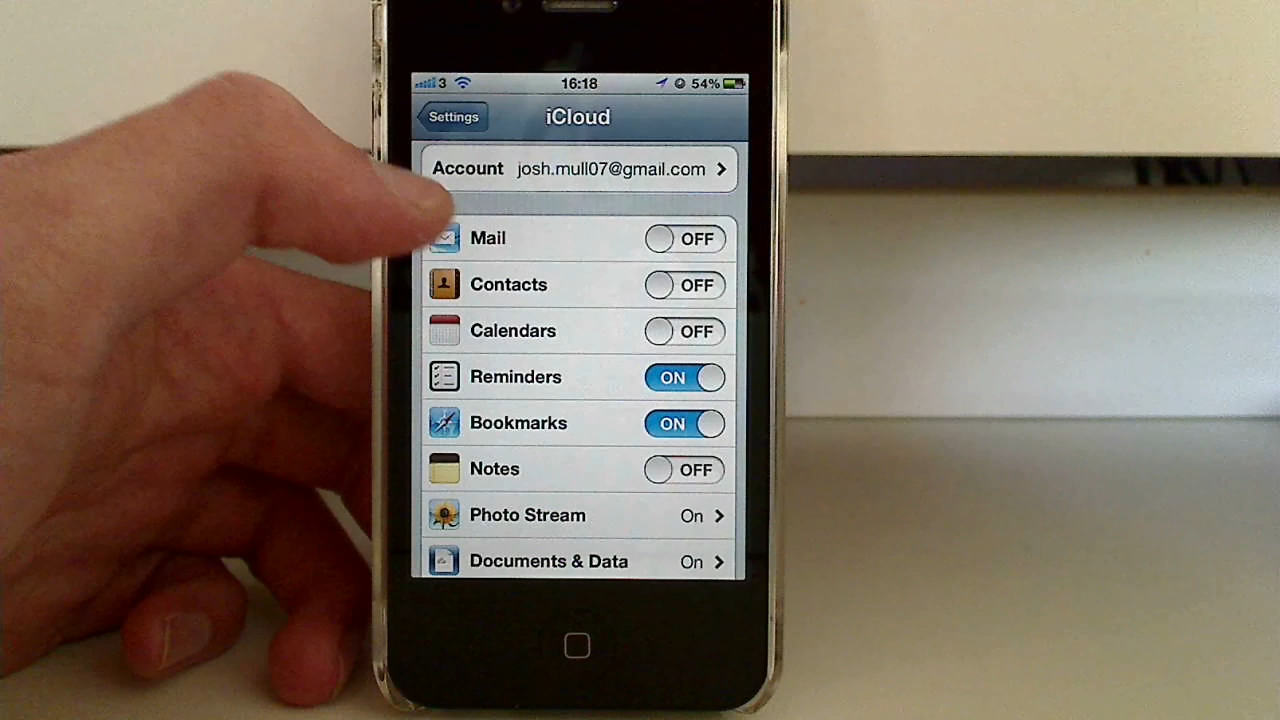 3 16:18 54%
Settings iCloud
Account josh.mull07@gmail.com
Mail OFF
Contacts OFF
Calendars OFF
Reminders ON
Bookmarks ON
Notes OFF
Photo Stream On
Documents & Data On